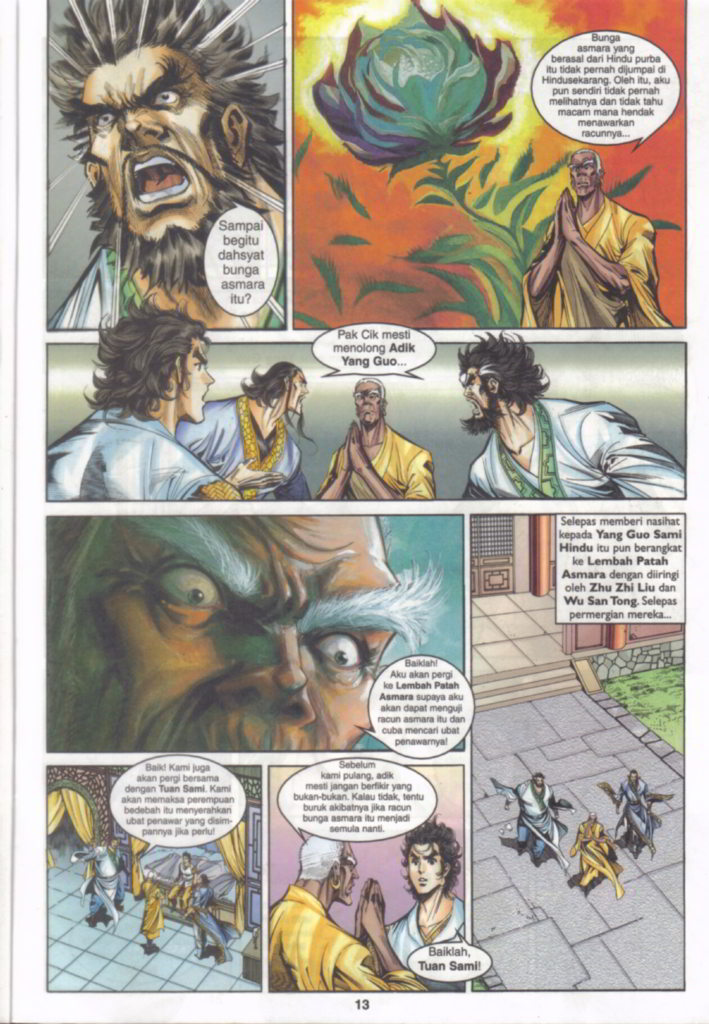 Sampai
begitu
dahsyat
bunga
asmara
itu?
Bunga
asmara yang
berasal dari Hindu purba
itu tidak pernah dijumpai di
Hindusekarang. Oleh itu, aku
pun sendiri tidak pernah
melihatnya dan tidak tahu
macam mana hendak
menawarkan
racunnya...
Pak Cik mesti
menolong Adik
Yang Guo...
Baiklah!
Aku akan pergi
ke Lembah Patah
Asmara supaya aku
akan dapat menguji
racun asmara itu dan
cuba mencari ubat
penawarnya!
Baik! Kami juga
akan pergi bersama
dengan Tuan Sami. Kami
akan memaksa perempuan
bedebah itu menyerahkan
ubat penawar yang disim-
pannya jika perlu!
Sebelum
kami pulang, adik
mesti jangan berfikir yang
bukan-bukan. Kalau tidak, tentu
buruk akibatnya jika racun
bunga asmara itu menjadi
semula nanti.
Baiklah,
Tuan Sami!
Selepas memberi nasihat
kepada Yang Guo Sami
Hindu itu pun berangkat
ke Lembah Patah
Asmara dengan diiringi
oleh Zhu Zhi Liu dan
Wu San Tong. Selepas
permergian mereka...
13